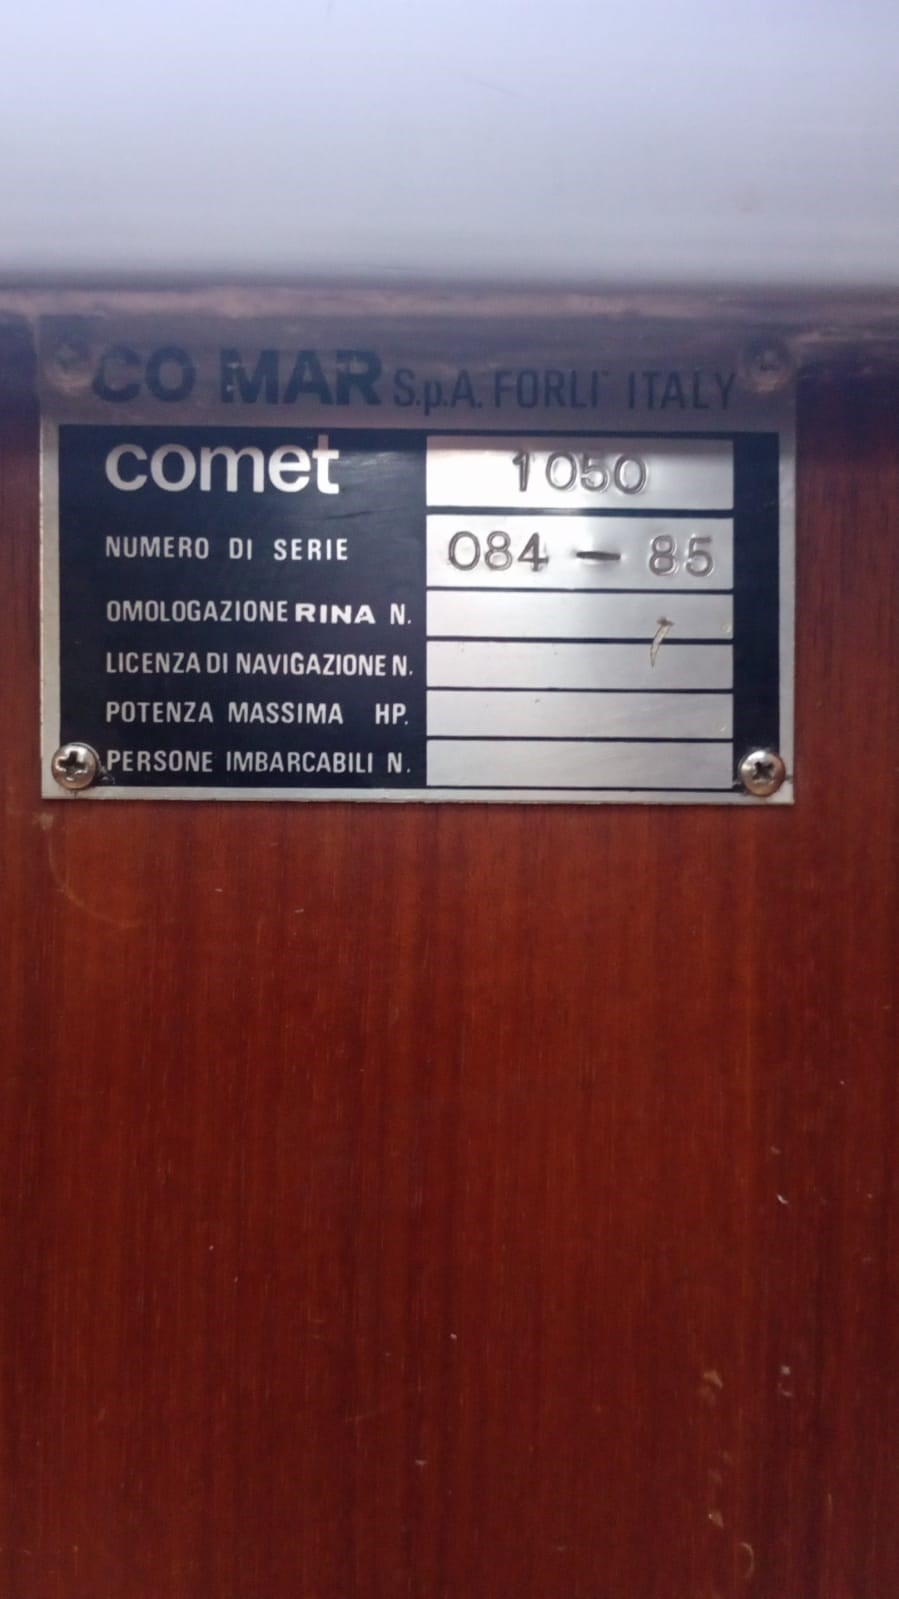 CO MAR S.p.A. FORLI' ITALY
comet 1050
NUMERO DI SERIE 084 - 85
OMOLOGAZIONE RINA N.
LICENZA DI NAVIGAZIONE N.
POTENZA MASSIMA HP.
PERSONE IMBARCABILI N.